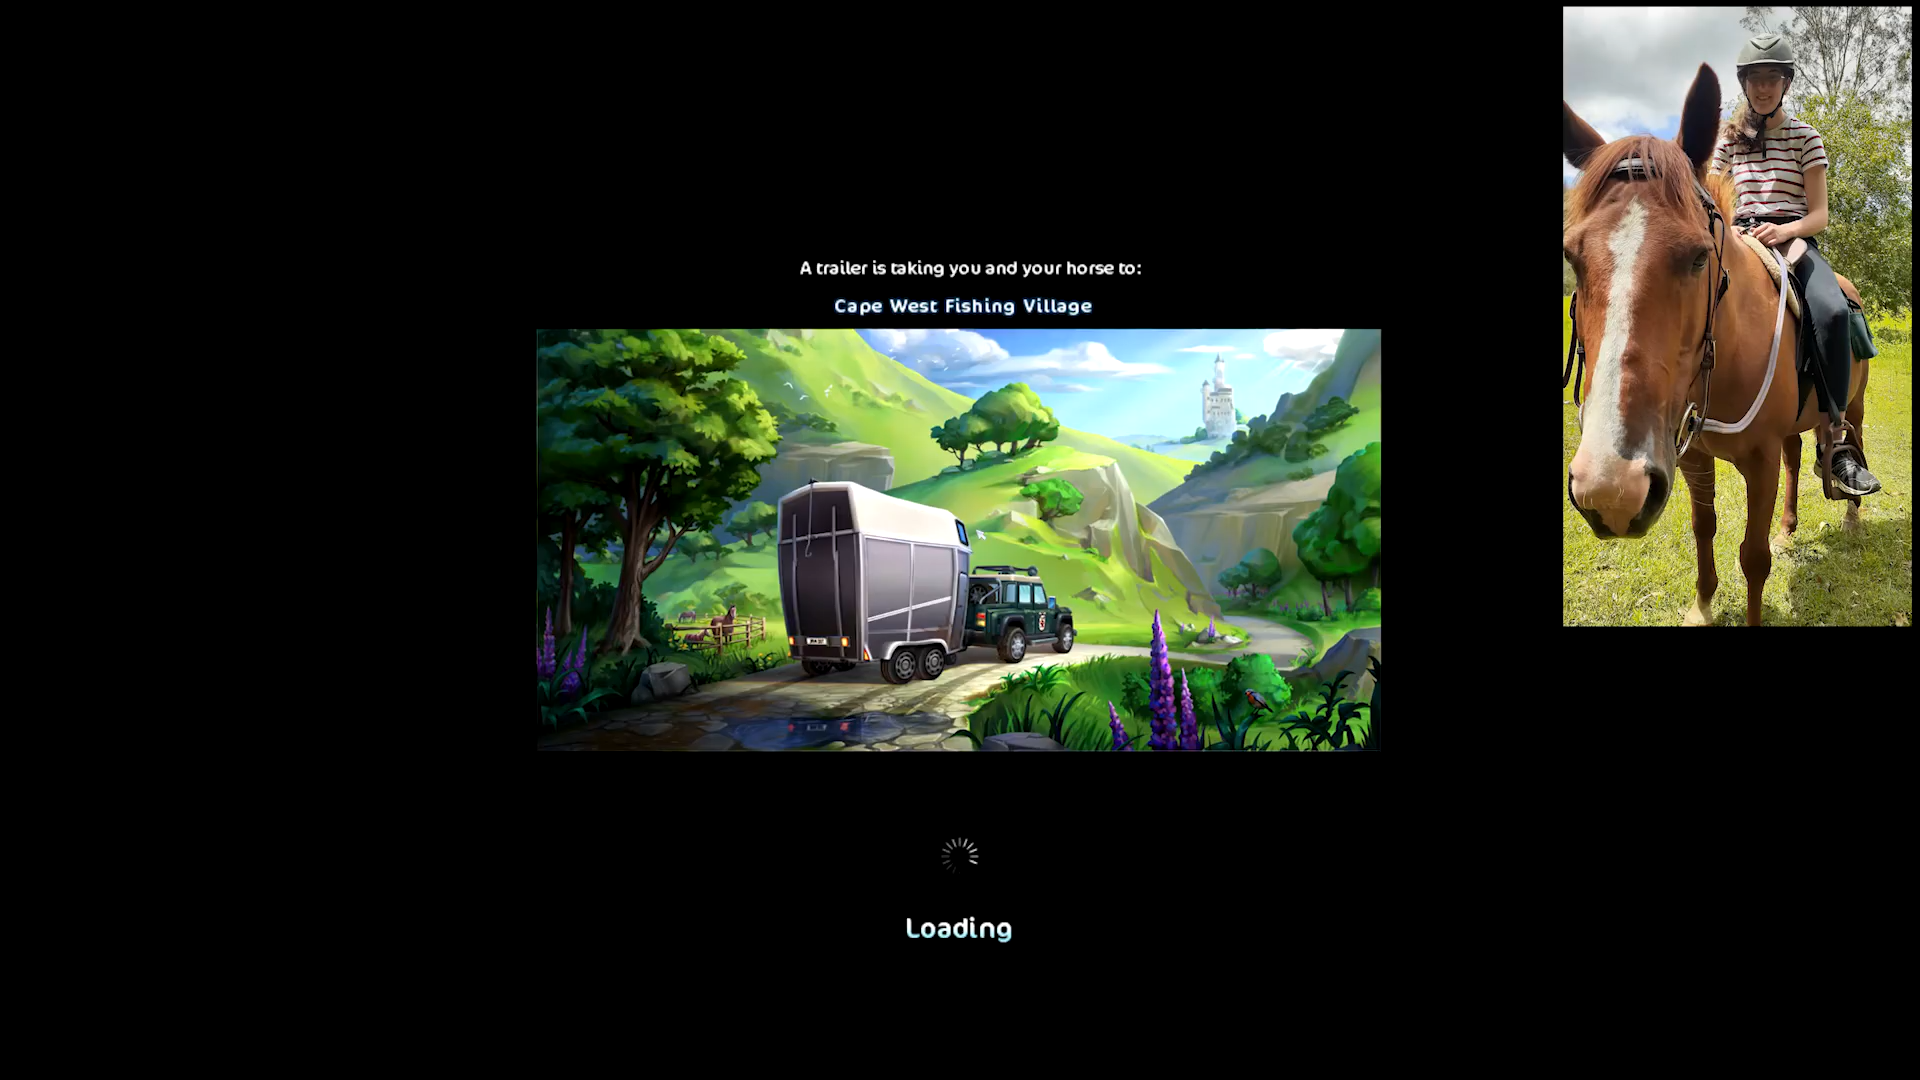 A trailer is taking you and your horse to:
Cape West Fishing Village
Loading